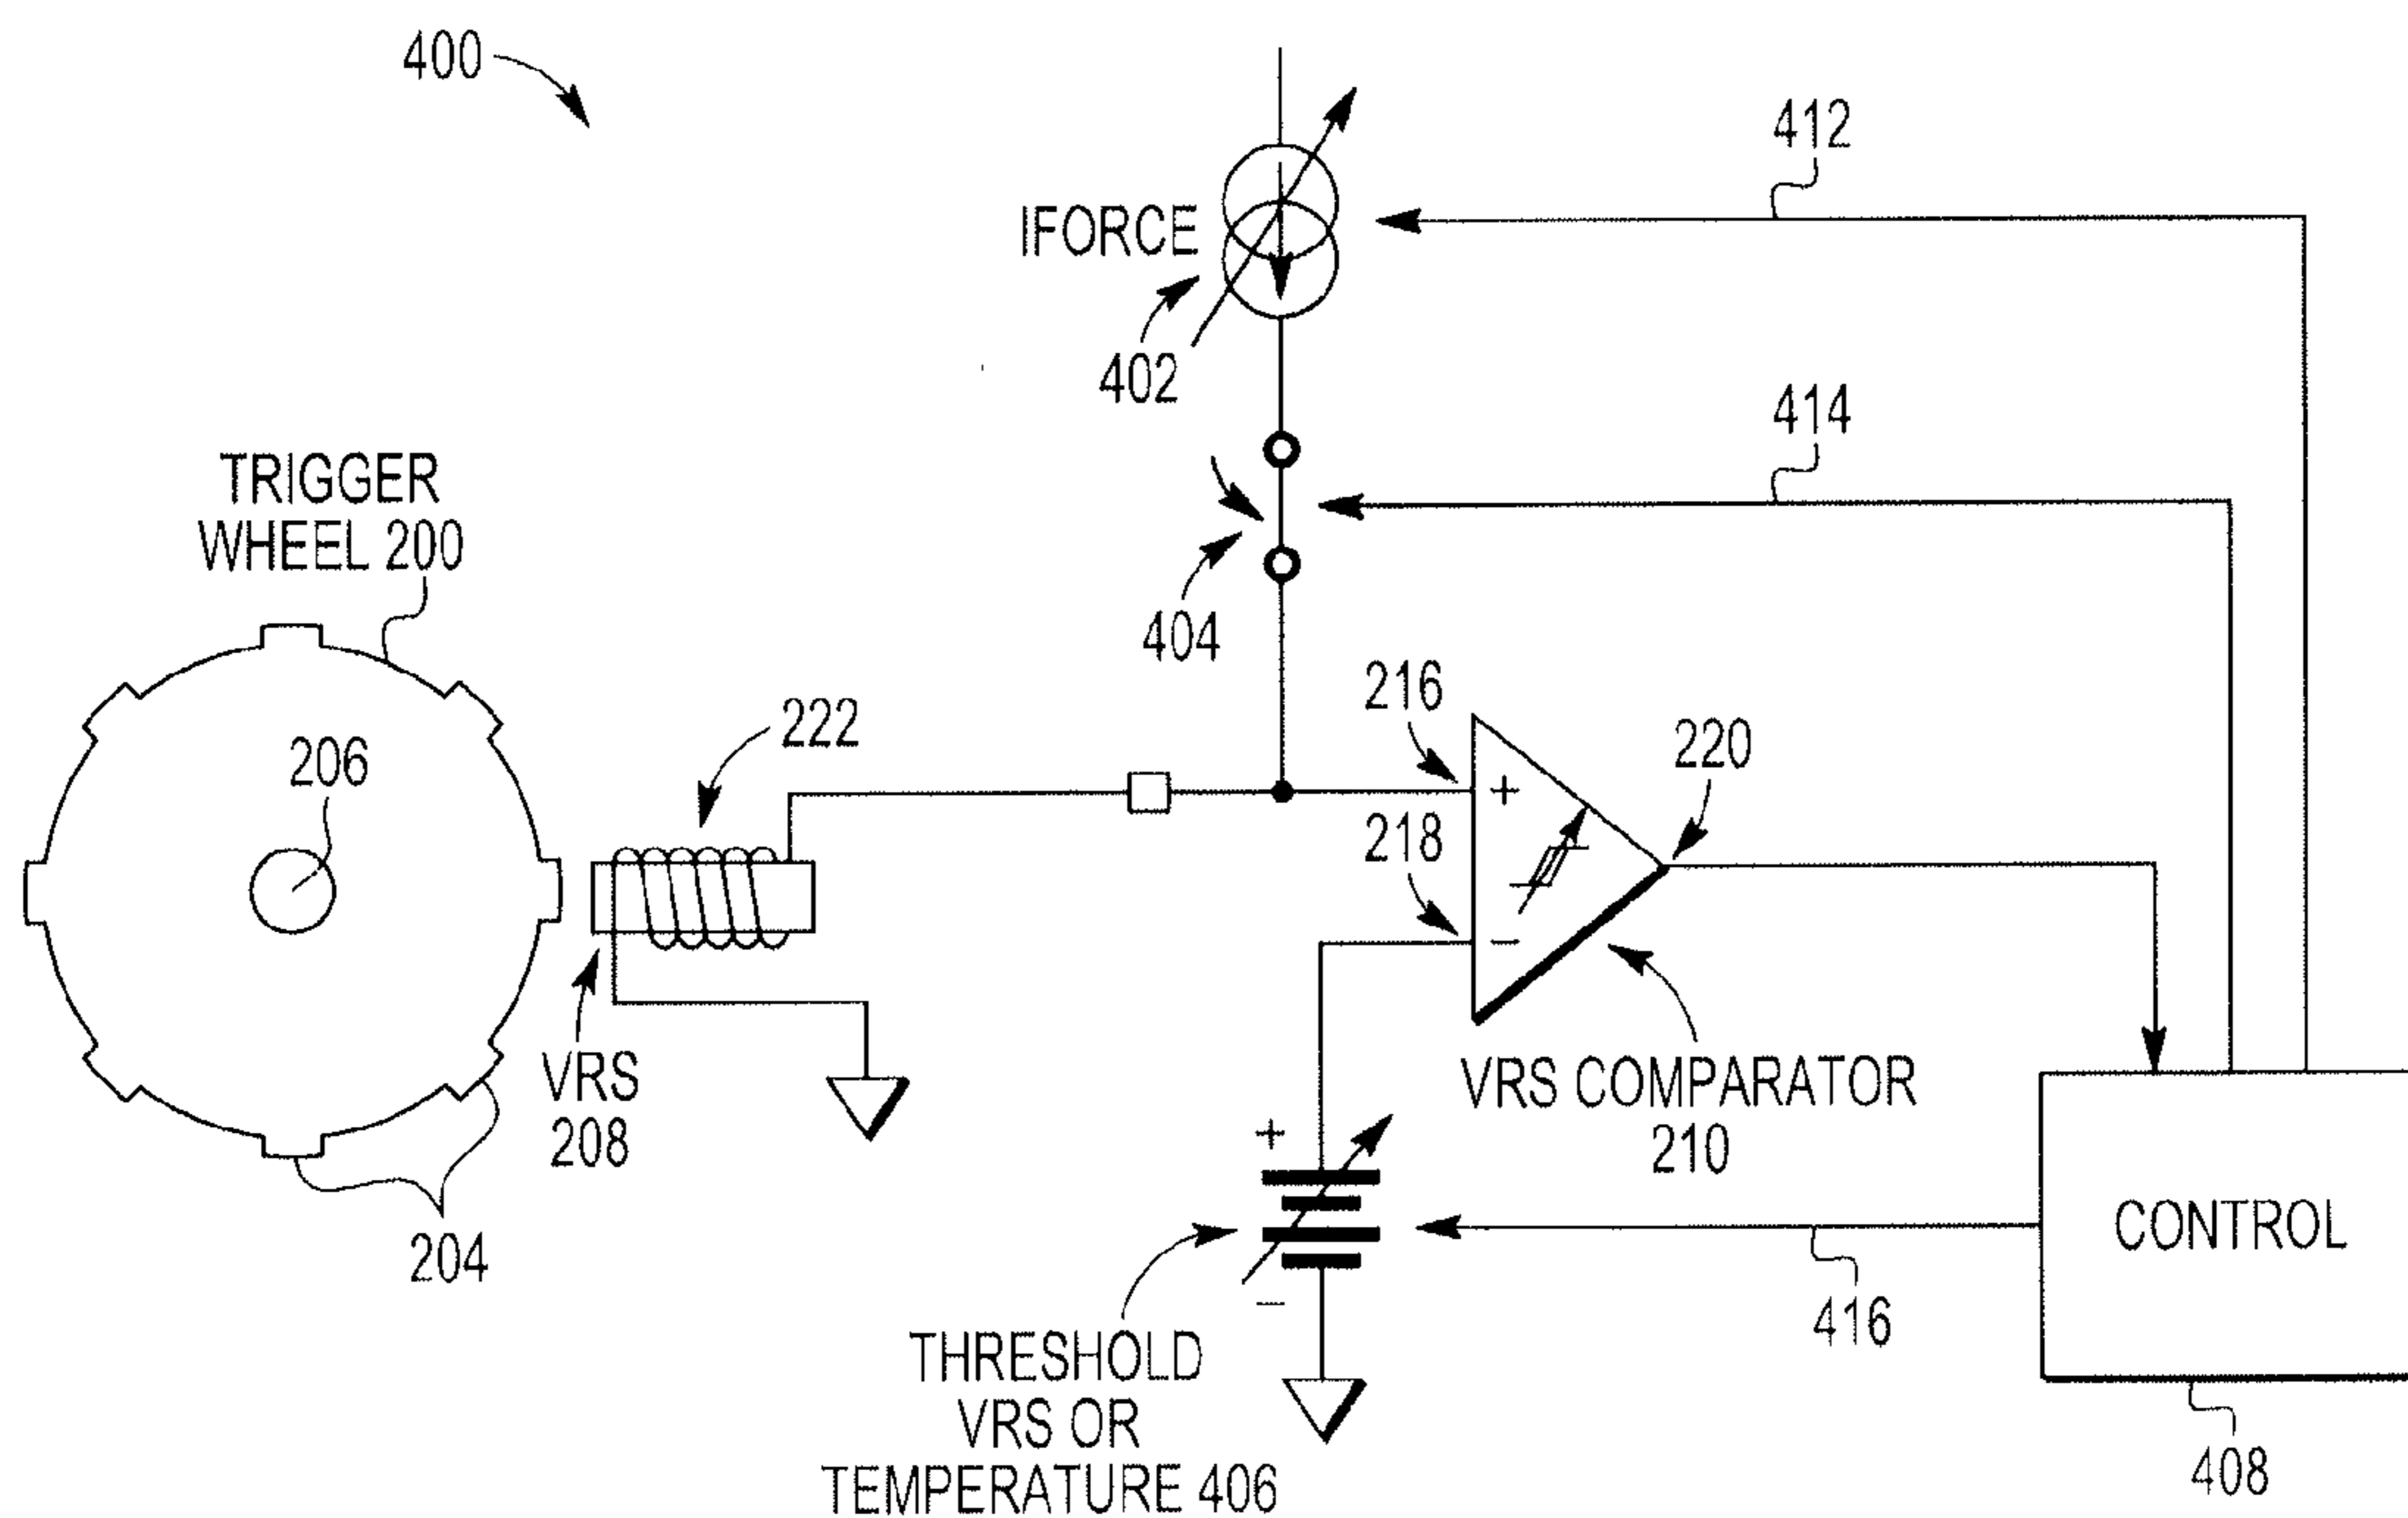 400
412
IFORCE
402
414
TRIGGER
WHEEL 200
404
216
222
220
206
+
218
−
VRS
208
VRS COMPARATOR
210
+
204
CONTROL
−
416
THRESHOLD
VRS OR
TEMPERATURE 406
408